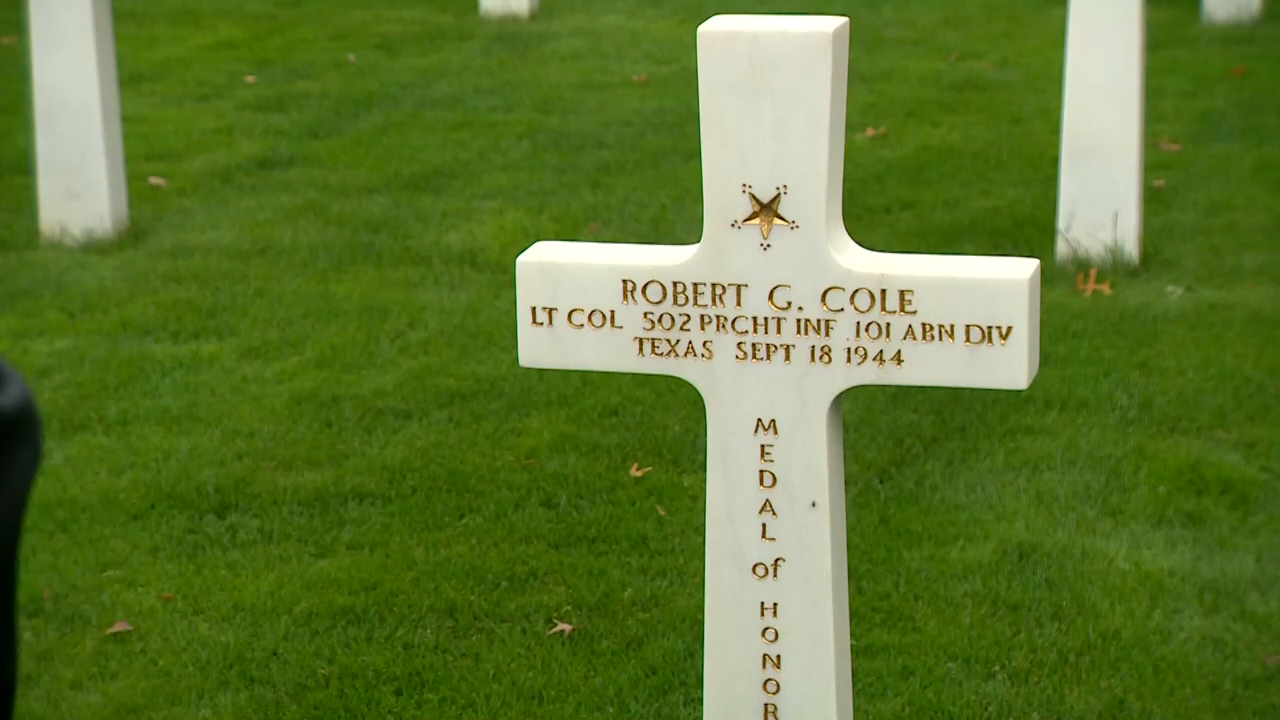 ROBERT G. COLE
LT COL 502 PRCHT INF 101 ABN DIV
TEXAS SEPT 18 1944
MEDAL of HONOR